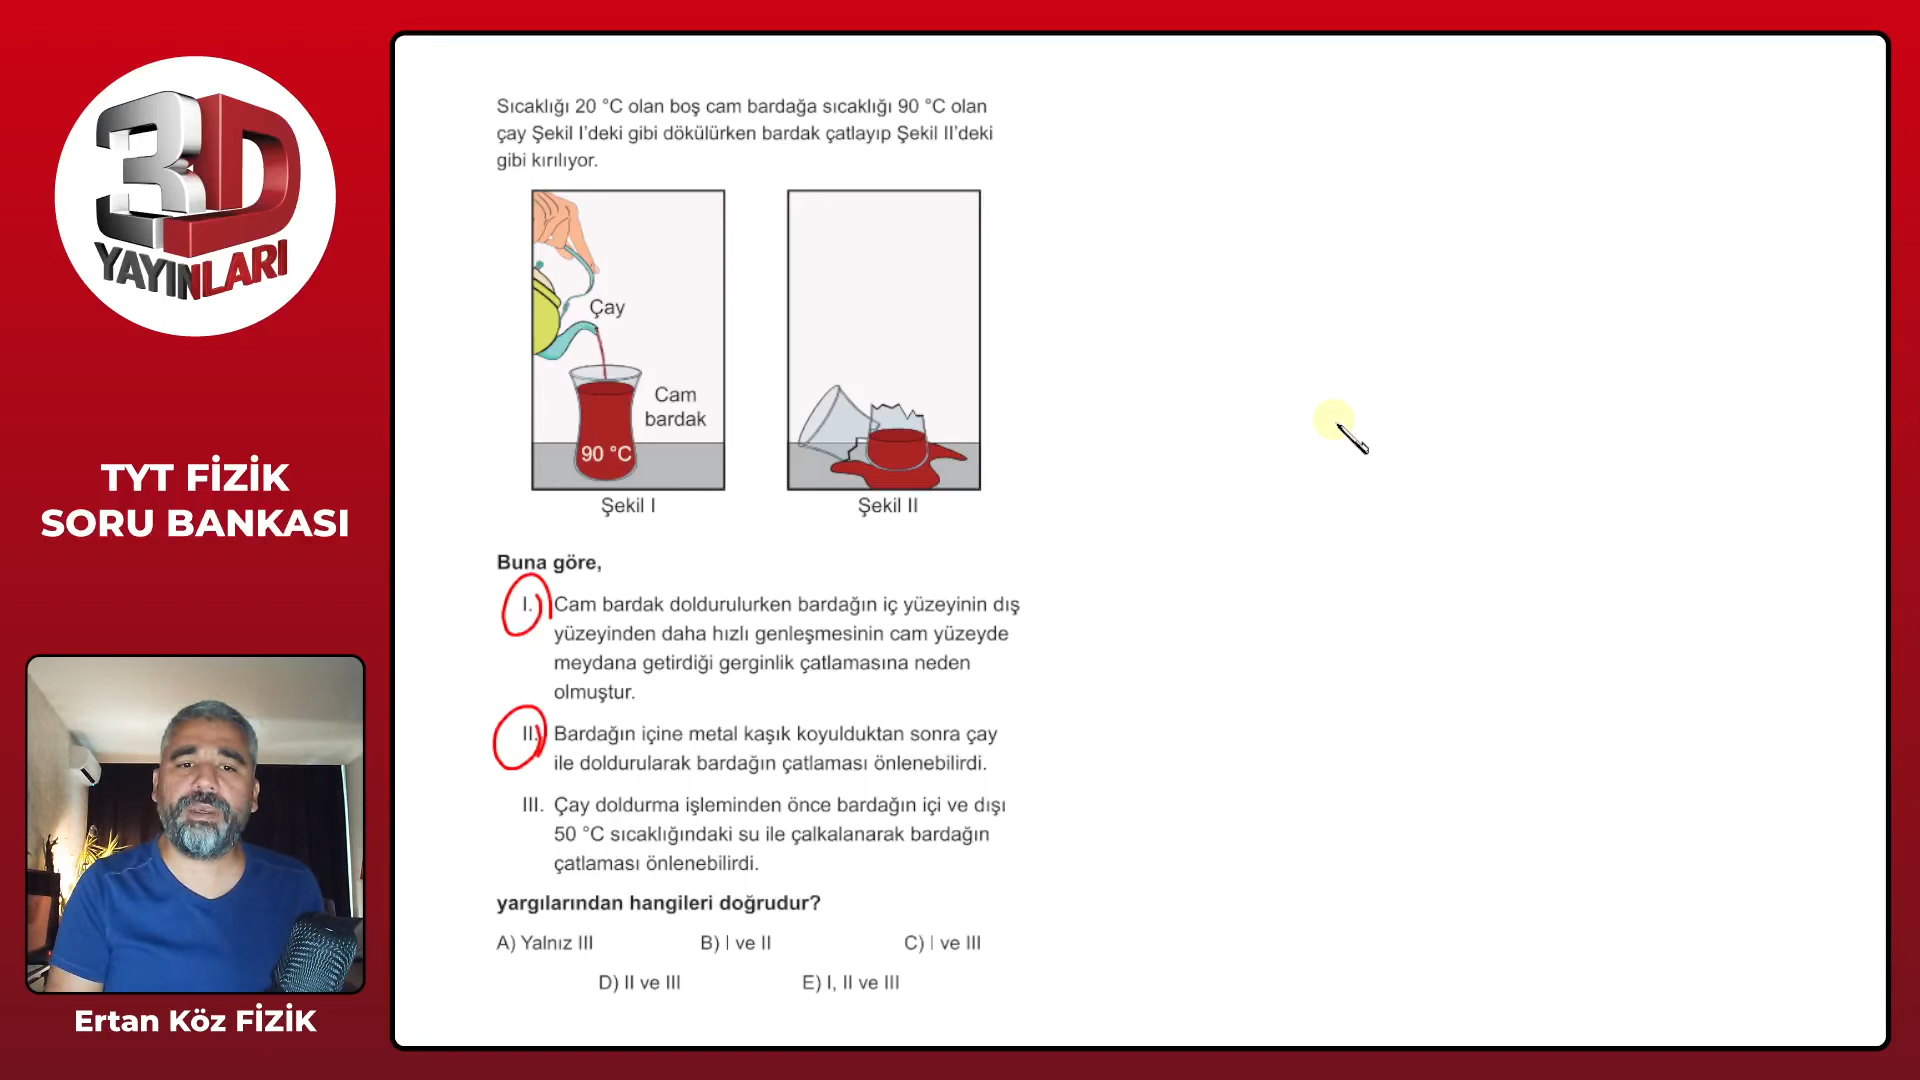 3D
YAYINLARI
TYT FİZİK
SORU BANKASI
Ertan Köz FİZİK
Sıcaklığı 20 °C olan boş cam bardağa sıcaklığı 90 °C olan
çay Şekil I'deki gibi dökülürken bardak çatlayıp Şekil II'deki
gibi kırılıyor.
Çay
Cam
bardak
90 °C
Şekil I
Şekil II
Buna göre,
I. Cam bardak doldurulurken bardağın iç yüzeyinin dış
yüzeyinden daha hızlı genleşmesinin cam yüzeyde
meydana getirdiği gerginlik çatlamasına neden
olmuştur.
II. Bardağın içine metal kaşık koyulduktan sonra çay
ile doldurularak bardağın çatlaması önlenebilirdi.
III. Çay doldurma işleminden önce bardağın içi ve dışı
50 °C sıcaklığındaki su ile çalkalanarak bardağın
çatlaması önlenebilirdi.
yargılarından hangileri doğrudur?
A) Yalnız III B) I ve II C) I ve III
D) II ve III E) I, II ve III